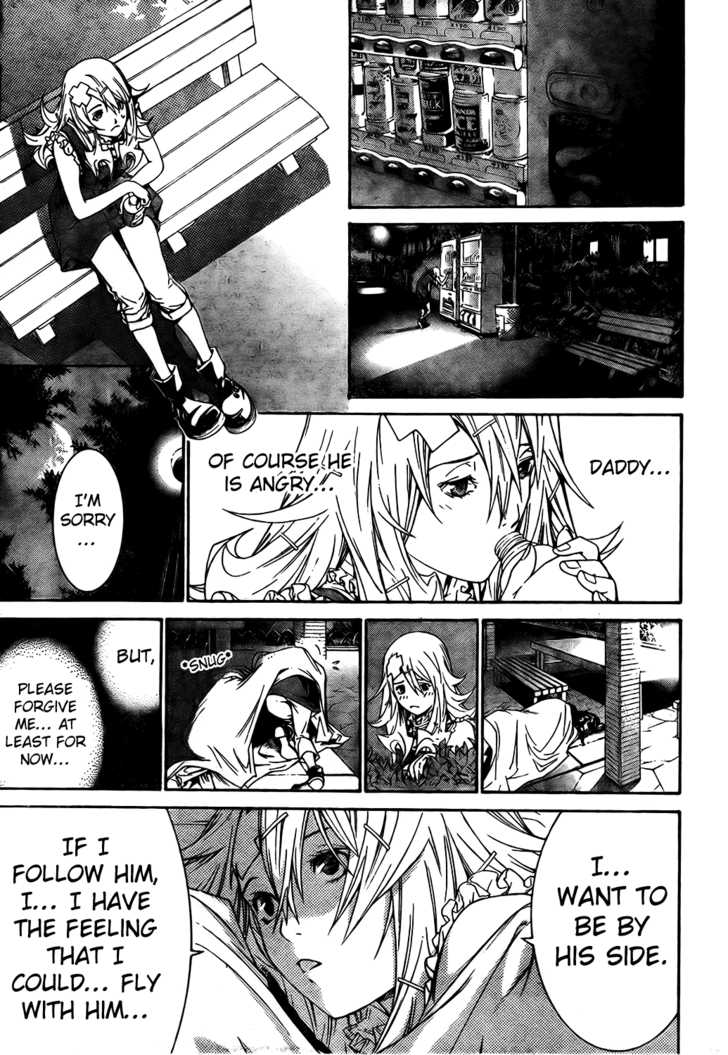 DADDY...
OF COURSE HE
IS ANGRY...
I'M
SORRY
...
*SNUG*
BUT,
PLEASE
FORGIVE
ME... AT
LEAST FOR
NOW...
I...
WANT TO
BE BY
HIS SIDE.
IF I
FOLLOW HIM,
I... I HAVE
THE FEELING
THAT I
COULD... FLY
WITH HIM...